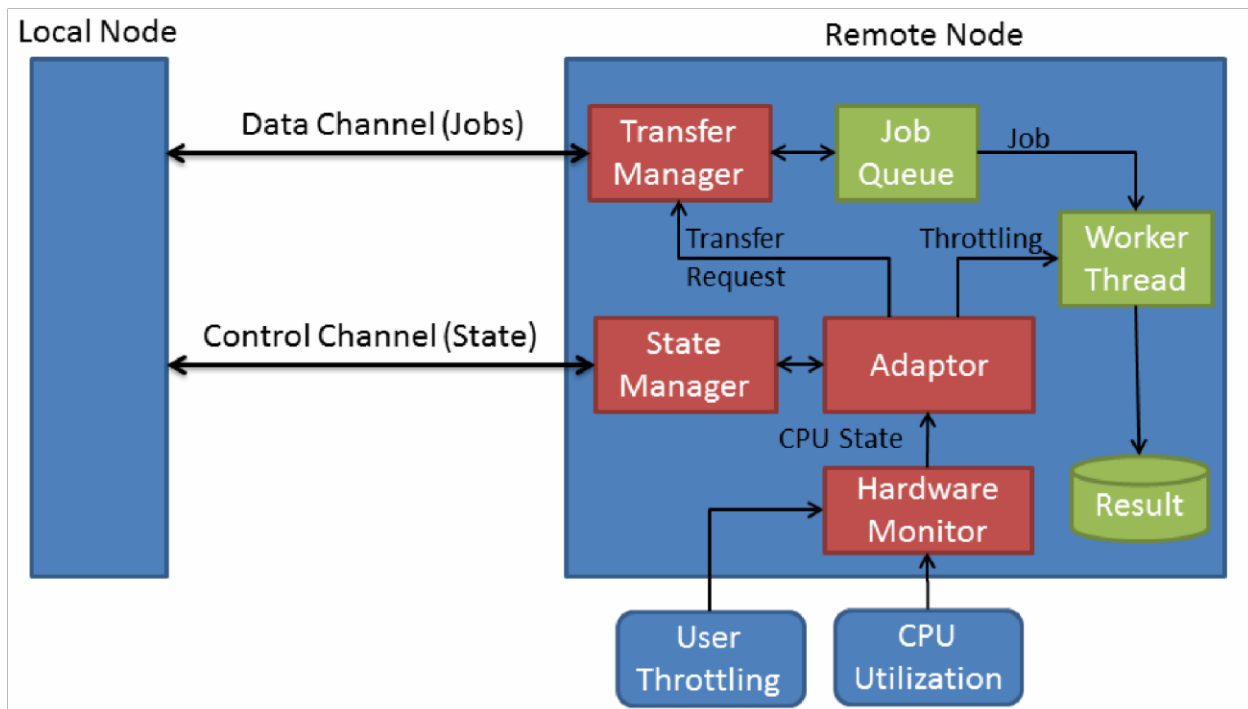 Local Node
Remote Node
Data Channel (Jobs)
Transfer
Manager
Job
Queue
Job
Transfer
Request
Throttling
Worker
Thread
Control Channel (State)
State
Manager
Adaptor
CPU State
Hardware
Monitor
Result
User
Throttling
CPU
Utilization